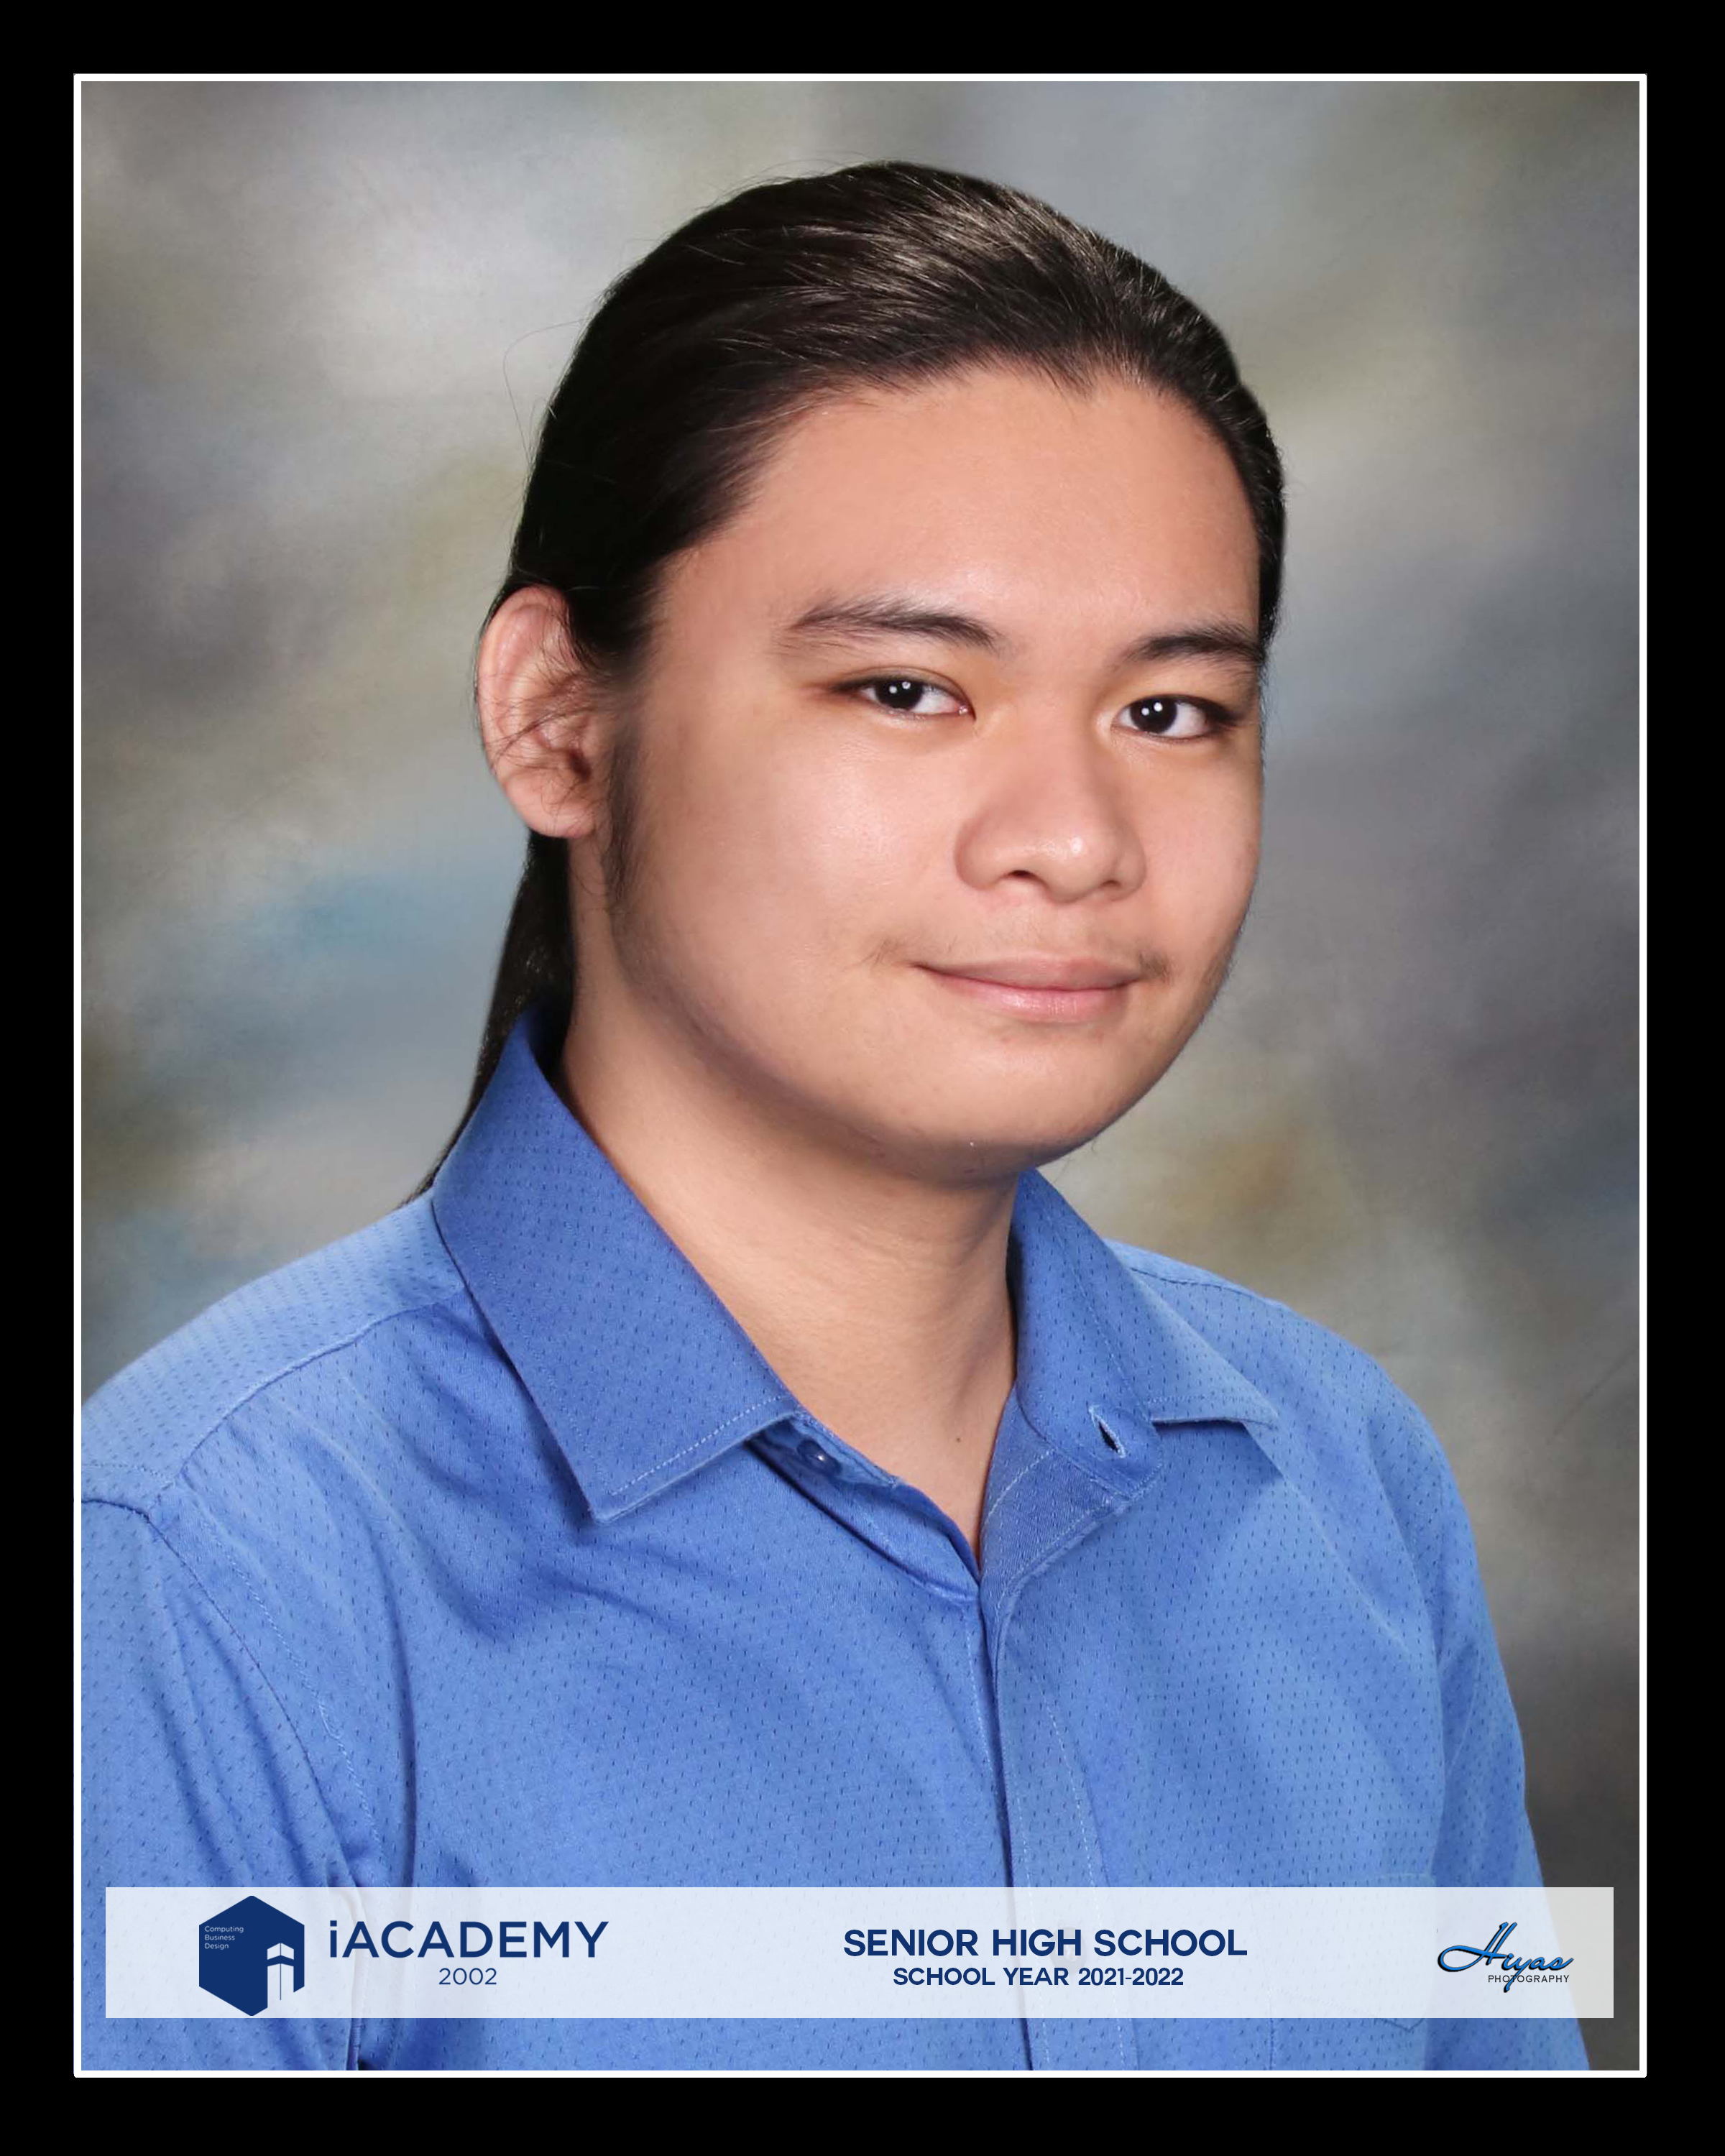 Computing
Business
Design
iACADEMY
2002
SENIOR HIGH SCHOOL
SCHOOL YEAR 2021-2022
Hiyas
PHOTOGRAPHY